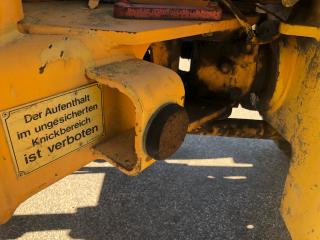 Der Aufenthalt
im ungesicherten
Knickbereich
ist verboten